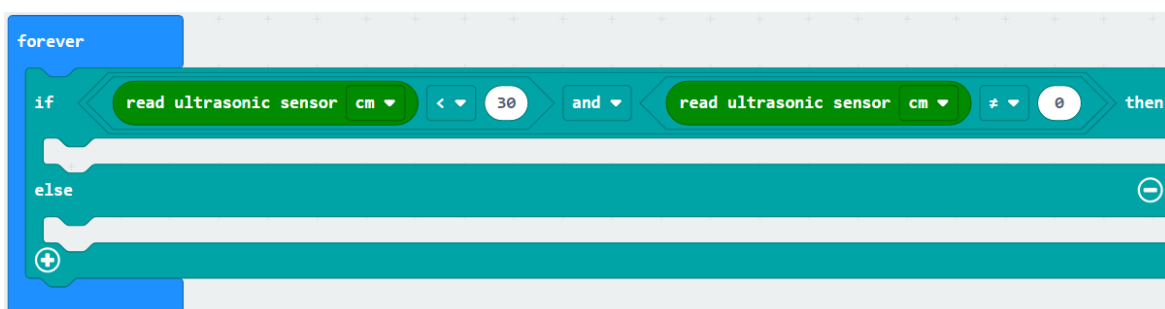 forever
if read ultrasonic sensor cm < 30 and read ultrasonic sensor cm ≠ 0 then
else